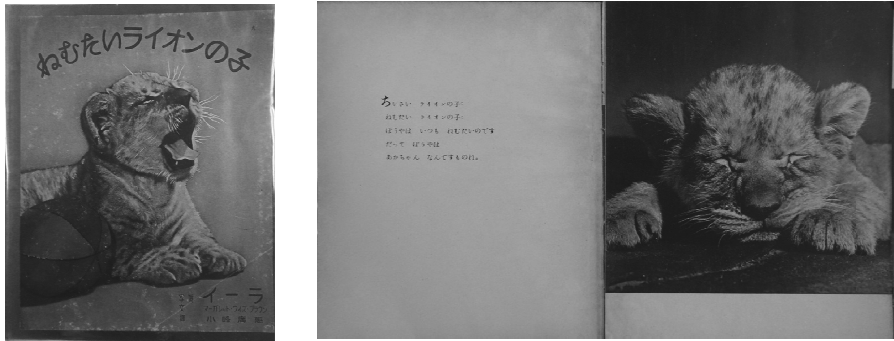 ねむたいライオンの子
イーラ
ちいさい ライオンの子
ねむたい ライオンの子
ぼうやは いつも ねむたいのです
だって ぼうやは
あかちゃん なんですものね。